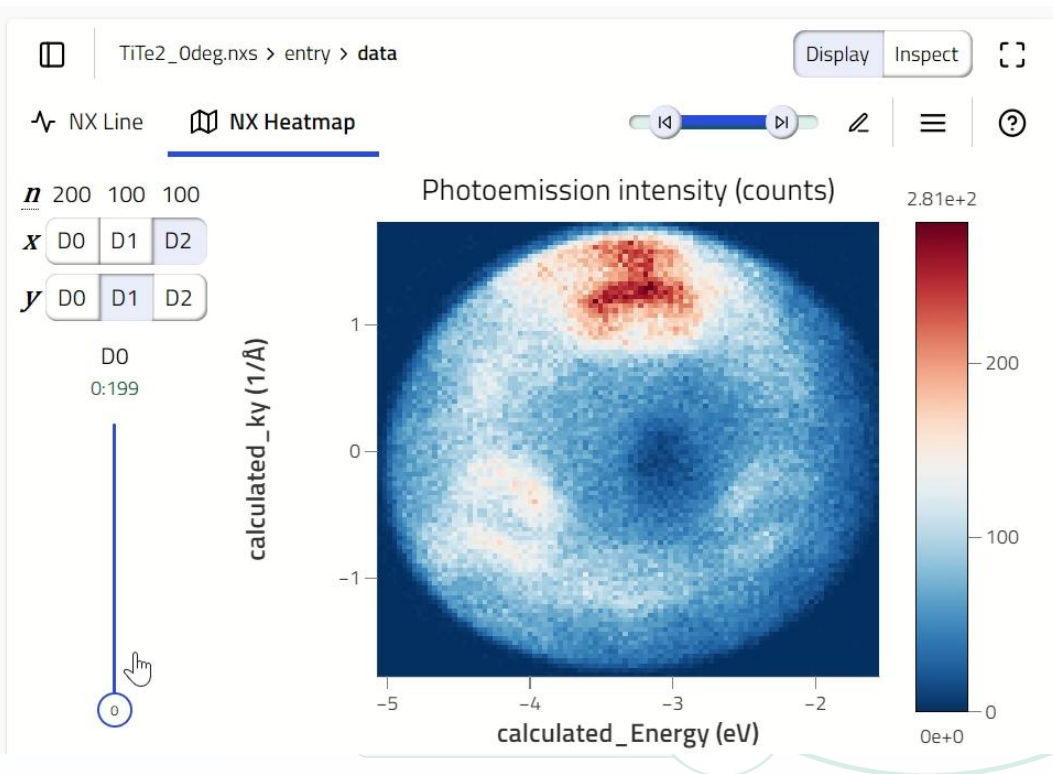 TiTe2_0deg.nxs > entry > data
Display
Inspect
NX Line
NX Heatmap
n 200 100 100
x D0 D1 D2
y D0 D1 D2
D0
0:199
0
Photoemission intensity (counts)
2.81e+2
200
100
0
0e+0
calculated_ky (1/Å)
1
0
−1
−5
−4
−3
−2
calculated_Energy (eV)